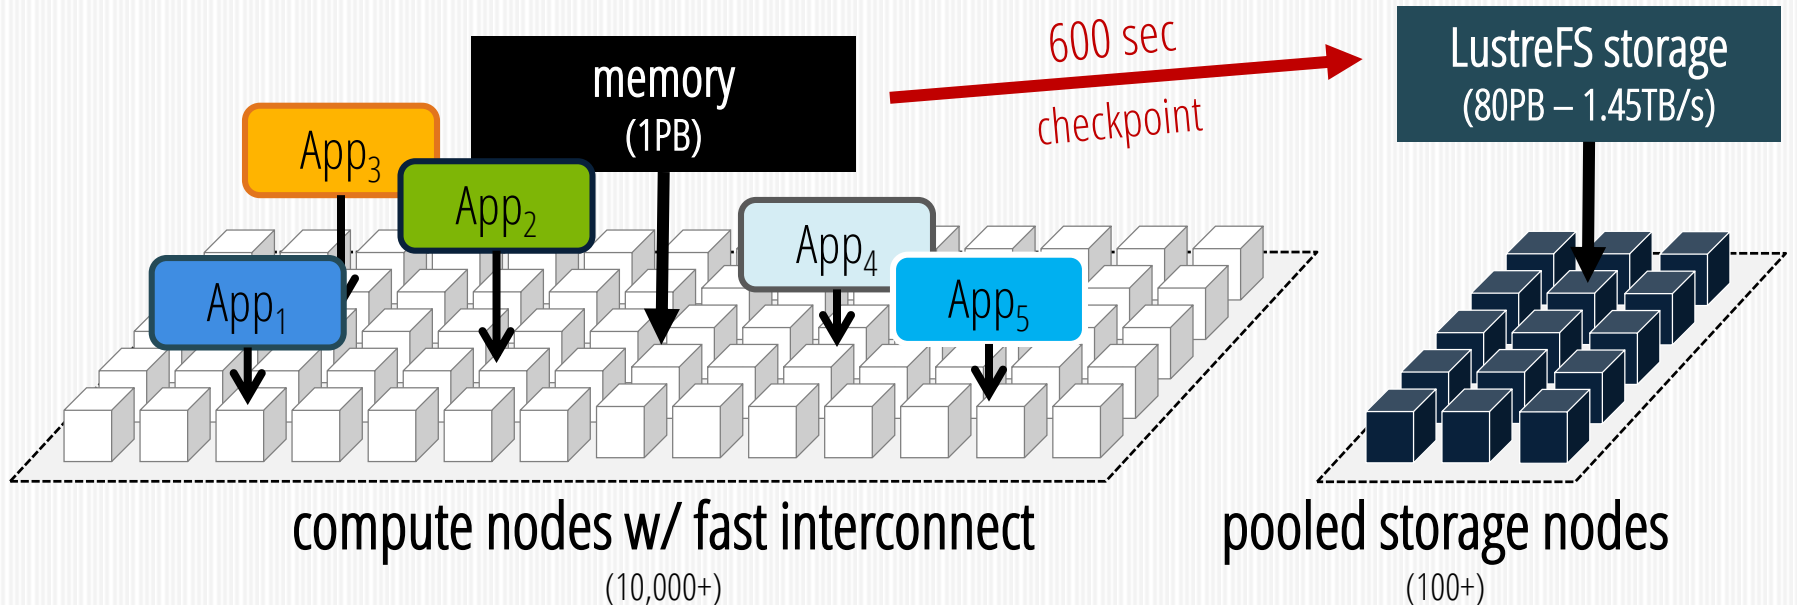 memory
(1PB)
600 sec
checkpoint
LustreFS storage
(80PB – 1.45TB/s)
App3
App2
App1
App4
App5
compute nodes w/ fast interconnect
(10,000+)
pooled storage nodes
(100+)